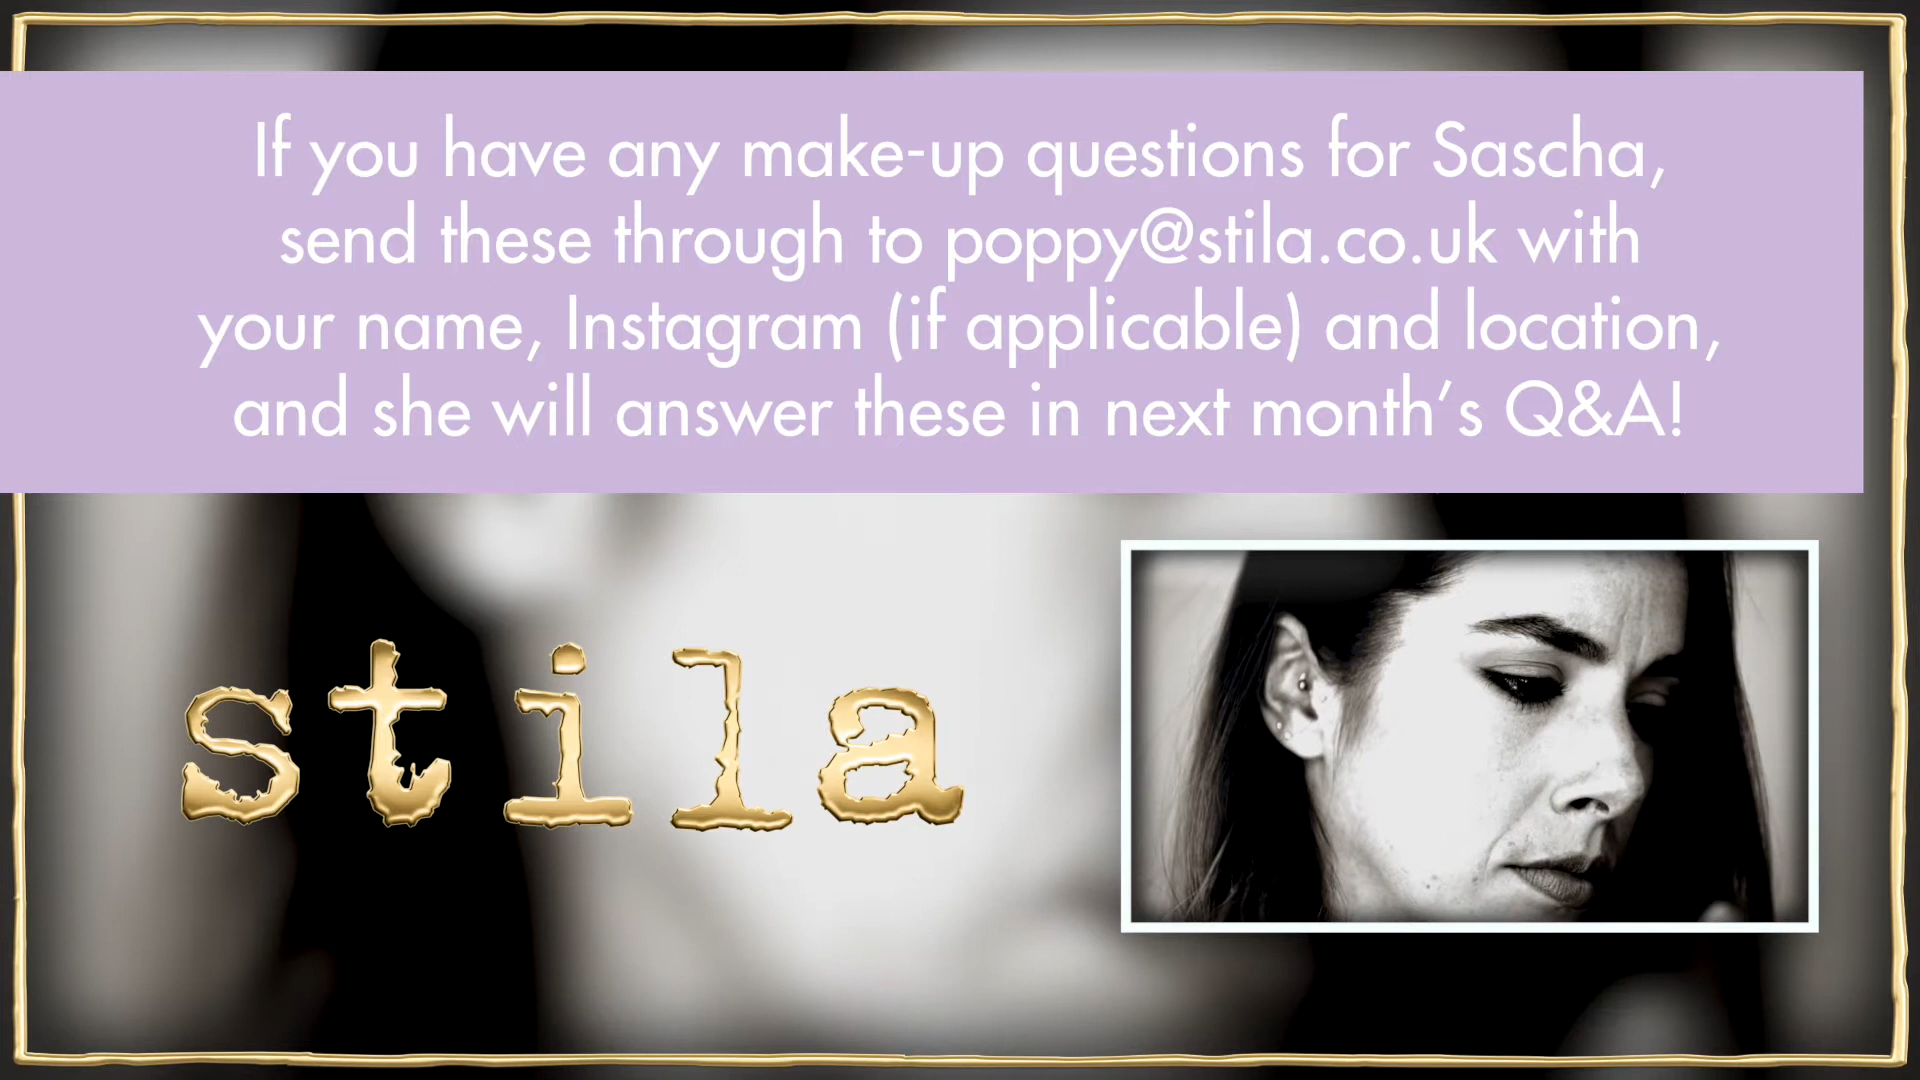 If you have any make-up questions for Sascha,
send these through to poppy@stila.co.uk with
your name, Instagram (if applicable) and location,
and she will answer these in next month’s Q&A!
stila